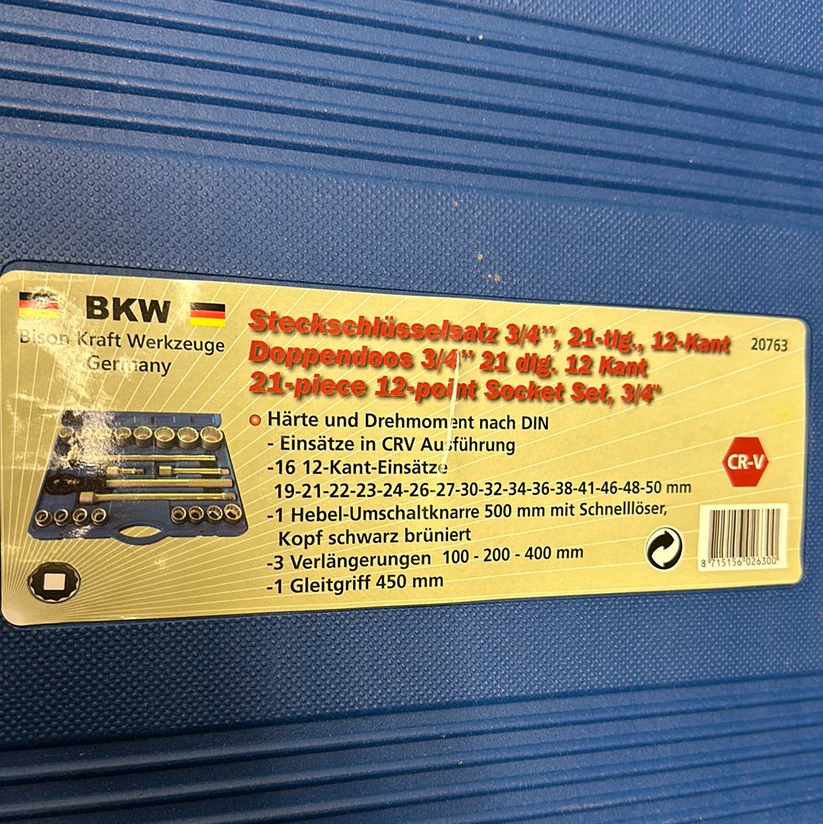 BKW
Bison Kraft Werkzeuge
Germany
Steckschlüsselsatz 3/4”, 21-tlg., 12-Kant
Doppendoos 3/4” 21 dlg. 12 Kant
21-piece 12-point Socket Set, 3/4"
20763
Härte und Drehmoment nach DIN
- Einsätze in CRV Ausführung
-16 12-Kant-Einsätze
19-21-22-23-24-26-27-30-32-34-36-38-41-46-48-50 mm
-1 Hebel-Umschaltknarre 500 mm mit Schnelllöser,
Kopf schwarz brüniert
-3 Verlängerungen 100 - 200 - 400 mm
-1 Gleitgriff 450 mm
CR-V
8 715156 026300